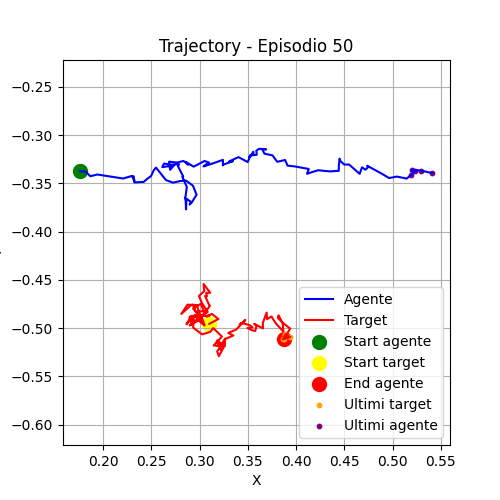 Trajectory - Episodio 50
−0.25
−0.30
−0.35
−0.40
−0.45
−0.50
−0.55
−0.60
Agente
Target
Start agente
Start target
End agente
Ultimi target
Ultimi agente
0.20 0.25 0.30 0.35 0.40 0.45 0.50 0.55
X